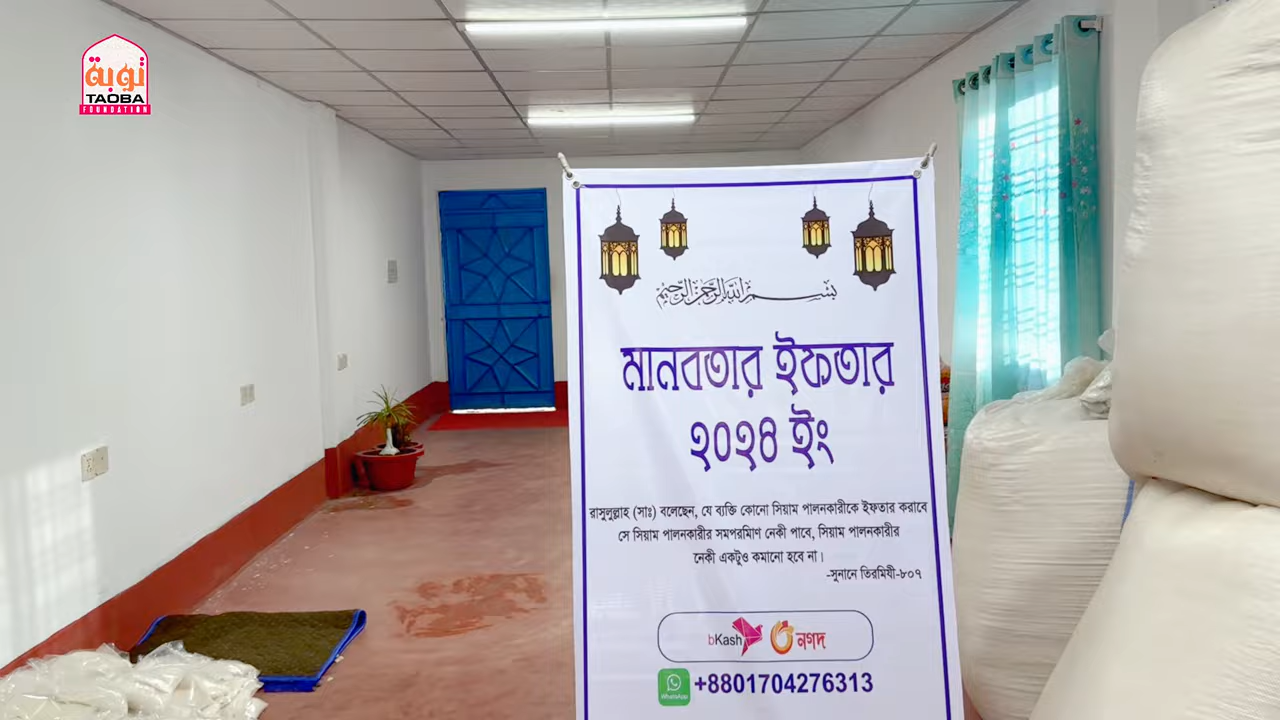 توبة
TAOBA
FOUNDATION
بسم الله الرحمن الرحيم
মানবতার ইফতার
২০২৪ ইং
রাসুলুল্লাহ (সাঃ) বলেছেন, যে ব্যক্তি কোনো সিয়াম পালনকারীকে ইফতার করাবে
সে সিয়াম পালনকারীর সমপরমিাণ নেকী পাবে, সিয়াম পালনকারীর
নেকী একটুও কমানো হবে না।
-সুনানে তিরমিযী-৮০৭
bKash নগদ
WhatsApp +8801704276313